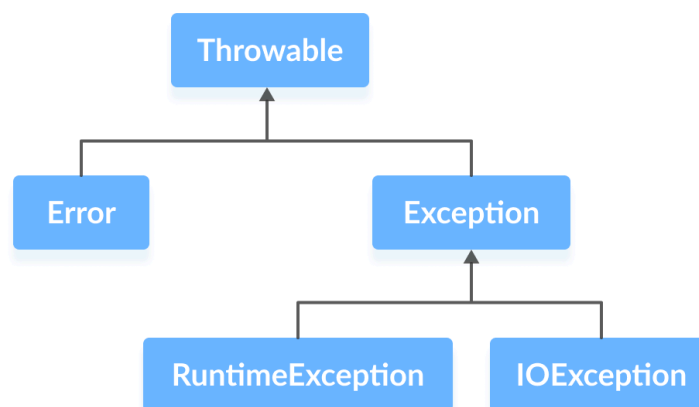 Throwable
Error
Exception
RuntimeException
IOException